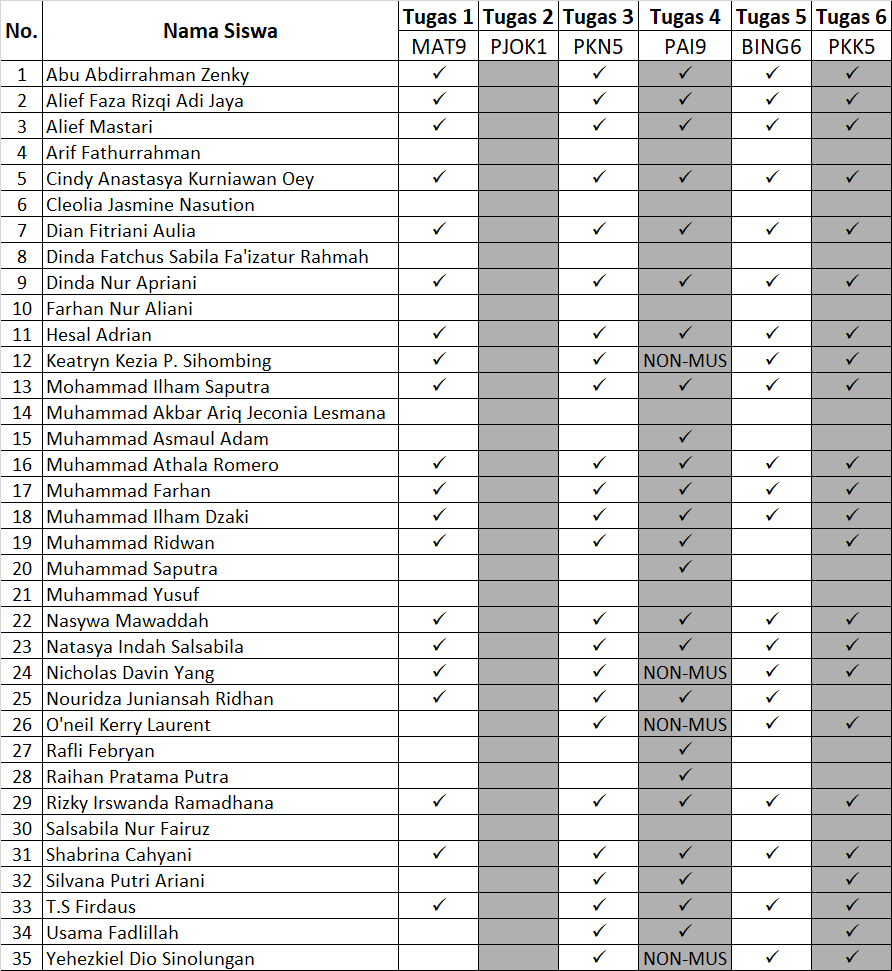 No. Nama Siswa Tugas 1 Tugas 2 Tugas 3 Tugas 4 Tugas 5 Tugas 6
MAT9 PJOK1 PKN5 PAI9 BING6 PKK5
1 Abu Abdirrahman Zenky ✓ ✓ ✓ ✓ ✓
2 Alief Faza Rizqi Adi Jaya ✓ ✓ ✓ ✓ ✓
3 Alief Mastari ✓ ✓ ✓ ✓ ✓
4 Arif Fathurrahman
5 Cindy Anastasya Kurniawan Oey ✓ ✓ ✓ ✓ ✓
6 Cleolia Jasmine Nasution
7 Dian Fitriani Aulia ✓ ✓ ✓ ✓ ✓
8 Dinda Fatchus Sabila Fa'izatur Rahmah
9 Dinda Nur Apriani ✓ ✓ ✓ ✓ ✓
10 Farhan Nur Aliani
11 Hesal Adrian ✓ ✓ ✓ ✓ ✓
12 Keatryn Kezia P. Sihombing ✓ ✓ NON-MUS ✓ ✓
13 Mohammad Ilham Saputra ✓ ✓ ✓ ✓ ✓
14 Muhammad Akbar Ariq Jeconia Lesmana
15 Muhammad Asmaul Adam ✓
16 Muhammad Athala Romero ✓ ✓ ✓ ✓ ✓
17 Muhammad Farhan ✓ ✓ ✓ ✓ ✓
18 Muhammad Ilham Dzaki ✓ ✓ ✓ ✓ ✓
19 Muhammad Ridwan ✓ ✓ ✓ ✓
20 Muhammad Saputra ✓
21 Muhammad Yusuf
22 Nasywa Mawaddah ✓ ✓ ✓ ✓ ✓
23 Natasya Indah Salsabila ✓ ✓ ✓ ✓ ✓
24 Nicholas Davin Yang ✓ ✓ NON-MUS ✓ ✓
25 Nouridza Juniansah Ridhan ✓ ✓ ✓ ✓
26 O'neil Kerry Laurent ✓ NON-MUS ✓ ✓
27 Rafli Febryan ✓
28 Raihan Pratama Putra ✓
29 Rizky Irswanda Ramadhana ✓ ✓ ✓ ✓ ✓
30 Salsabila Nur Fairuz
31 Shabrina Cahyani ✓ ✓ ✓ ✓ ✓
32 Silvana Putri Ariani ✓ ✓ ✓
33 T.S Firdaus ✓ ✓ ✓ ✓ ✓
34 Usama Fadlillah ✓ ✓ ✓
35 Yehezkiel Dio Sinolungan ✓ NON-MUS ✓ ✓